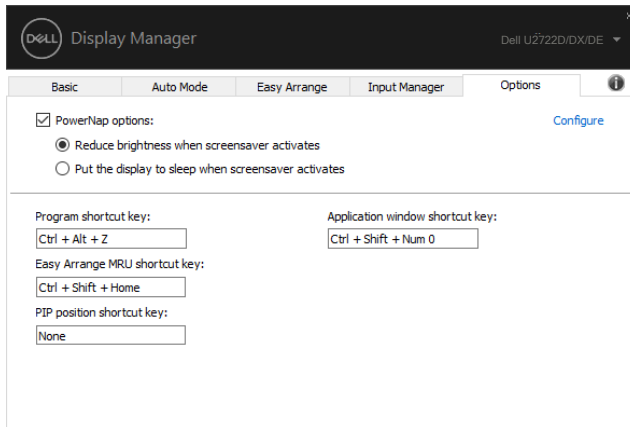 DELL Display Manager
Dell U2722D/DX/DE
Basic Auto Mode Easy Arrange Input Manager Options
PowerNap options: Configure
Reduce brightness when screensaver activates
Put the display to sleep when screensaver activates
Program shortcut key: Application window shortcut key:
Ctrl + Alt + Z Ctrl + Shift + Num 0
Easy Arrange MRU shortcut key:
Ctrl + Shift + Home
PIP position shortcut key:
None